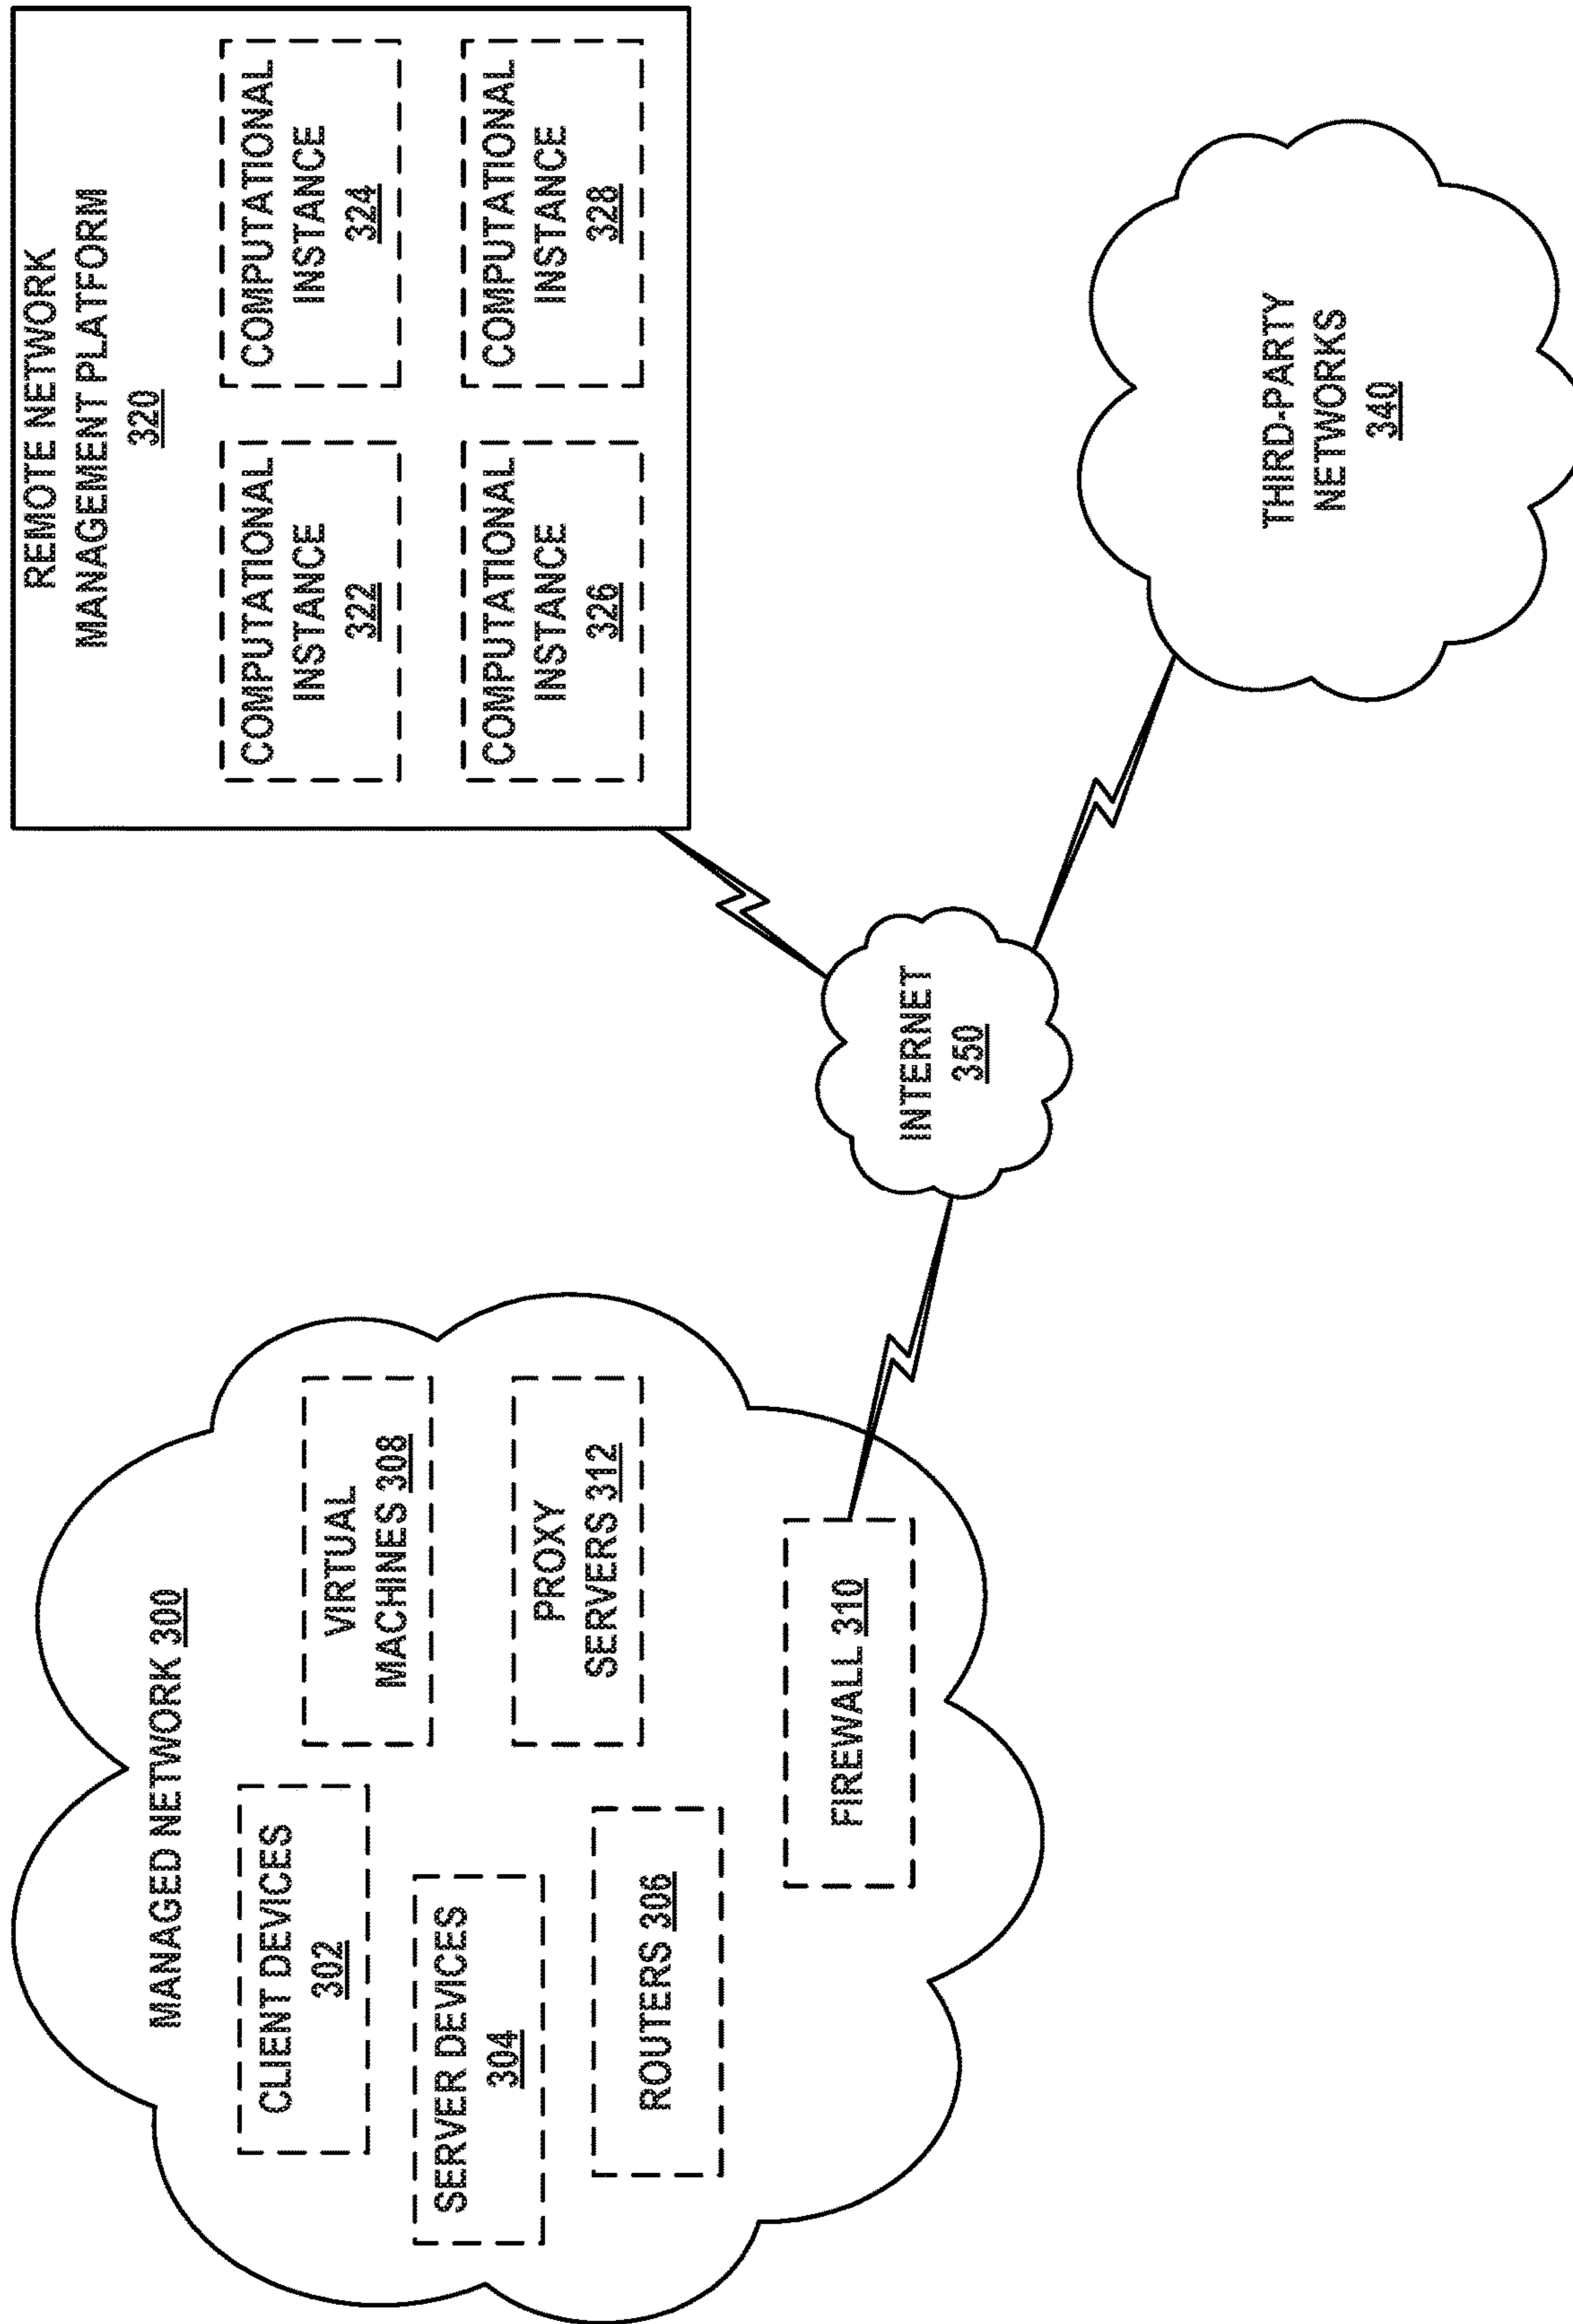 MANAGED NETWORK 300
CLIENT DEVICES
302
SERVER DEVICES
304
ROUTERS 306
VIRTUAL
MACHINES 308
PROXY
SERVERS 312
FIREWALL 310
INTERNET
350
REMOTE NETWORK
MANAGEMENT PLATFORM
320
COMPUTATIONAL
INSTANCE
322
COMPUTATIONAL
INSTANCE
324
COMPUTATIONAL
INSTANCE
326
COMPUTATIONAL
INSTANCE
328
THIRD-PARTY
NETWORKS
340